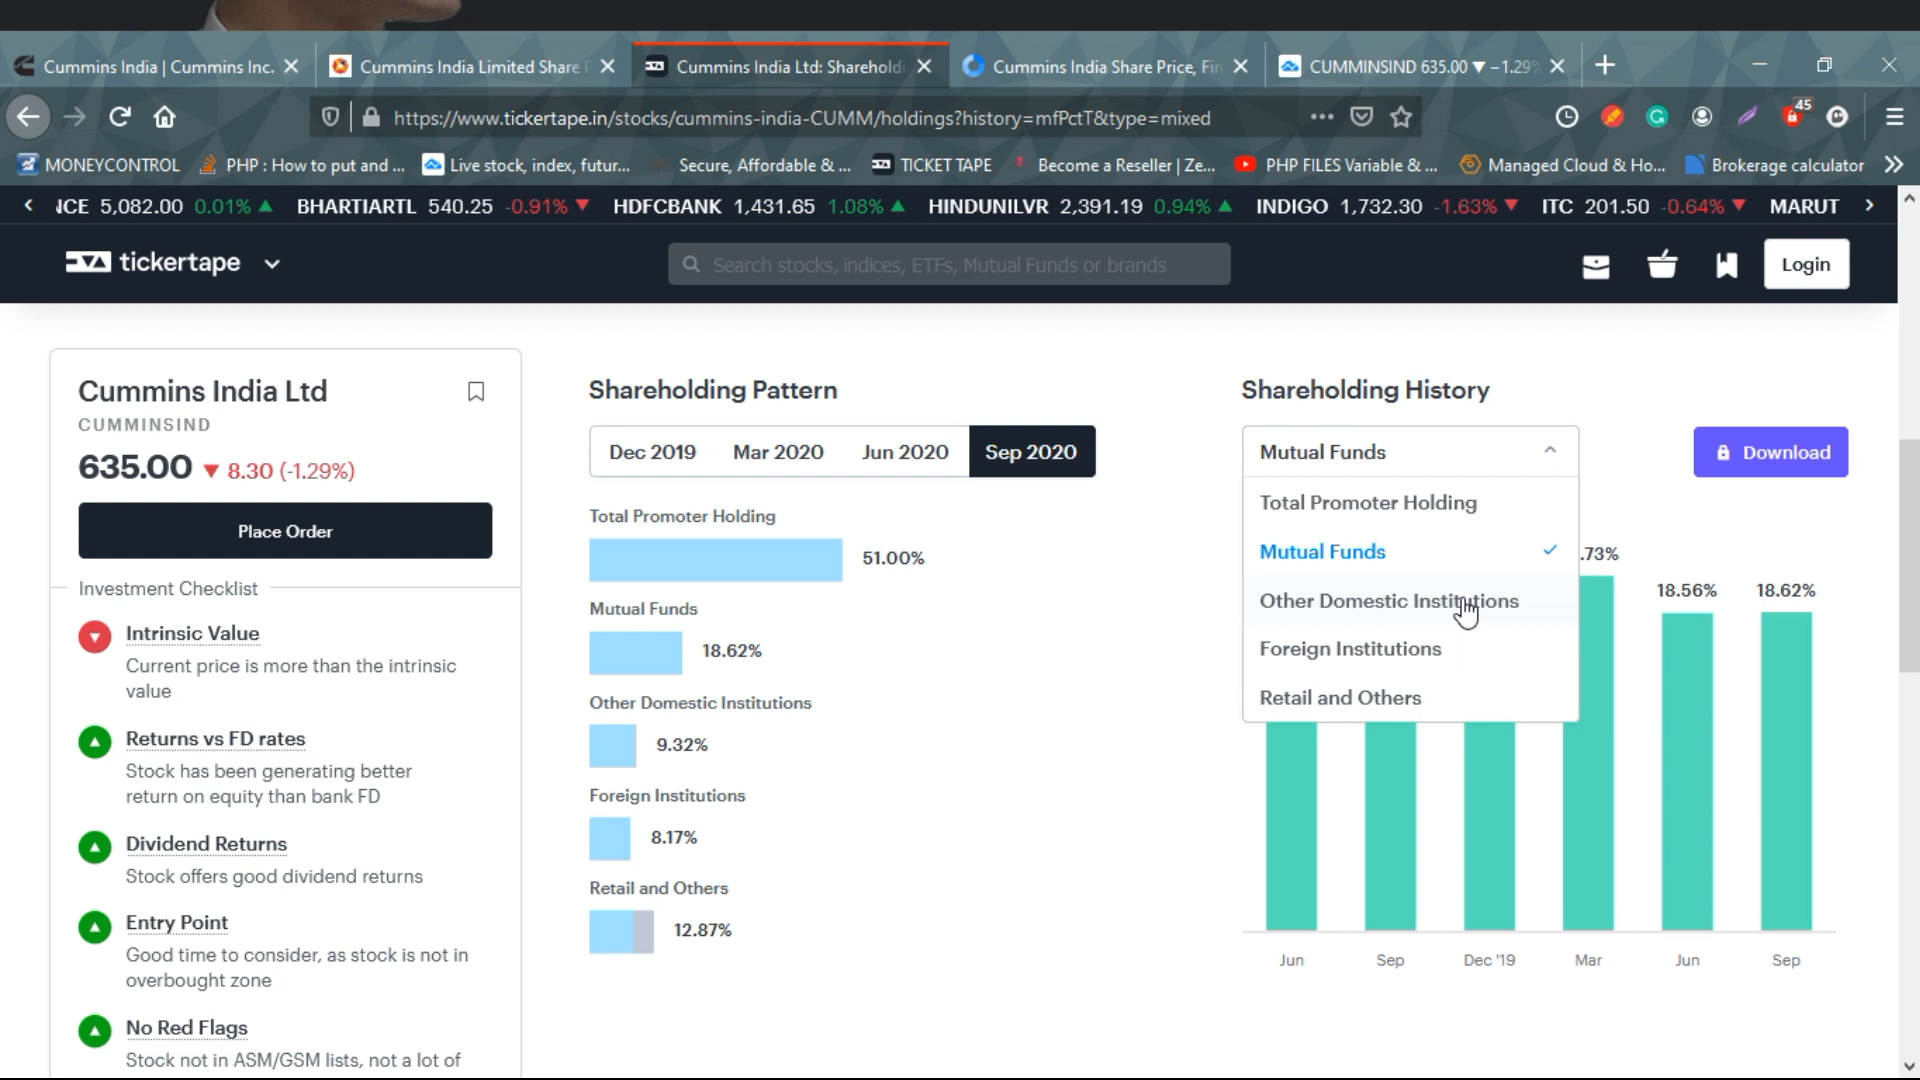 Cummins India | Cummins Inc.
Cummins India Limited Share P
Cummins India Ltd: Shareholdi
Cummins India Share Price, Fin
CUMMINSIND 635.00 ▼ −1.29%
https://www.tickertape.in/stocks/cummins-india-CUMM/holdings?history=mfPctT&type=mixed
45
MONEYCONTROL
PHP : How to put and ...
Live stock, index, futur...
Secure, Affordable & ...
TICKET TAPE
Become a Reseller | Ze...
PHP FILES Variable & ...
Managed Cloud & Ho...
Brokerage calculator
NCE 5,082.00 0.01% ▲ BHARTIARTL 540.25 -0.91% ▼ HDFCBANK 1,431.65 1.08% ▲ HINDUNILVR 2,391.19 0.94% ▲ INDIGO 1,732.30 -1.63% ▼ ITC 201.50 -0.64% ▼ MARUT
tickertape
Search stocks, indices, ETFs, Mutual Funds or brands
Login
Cummins India Ltd
CUMMINSIND
635.00 ▼ 8.30 (-1.29%)
Place Order
Investment Checklist
Intrinsic Value
Current price is more than the intrinsic
value
Returns vs FD rates
Stock has been generating better
return on equity than bank FD
Dividend Returns
Stock offers good dividend returns
Entry Point
Good time to consider, as stock is not in
overbought zone
No Red Flags
Stock not in ASM/GSM lists, not a lot of
Shareholding Pattern
Dec 2019 Mar 2020 Jun 2020 Sep 2020
Total Promoter Holding
51.00%
Mutual Funds
18.62%
Other Domestic Institutions
9.32%
Foreign Institutions
8.17%
Retail and Others
12.87%
Shareholding History
Mutual Funds
Download
Total Promoter Holding
Mutual Funds
Other Domestic Institutions
Foreign Institutions
Retail and Others
.73%
18.56%
18.62%
Jun Sep Dec '19 Mar Jun Sep